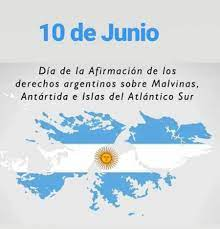 10 de Junio
Día de la Afirmación de los
derechos argentinos sobre Malvinas,
Antártida e Islas del Atlántico Sur